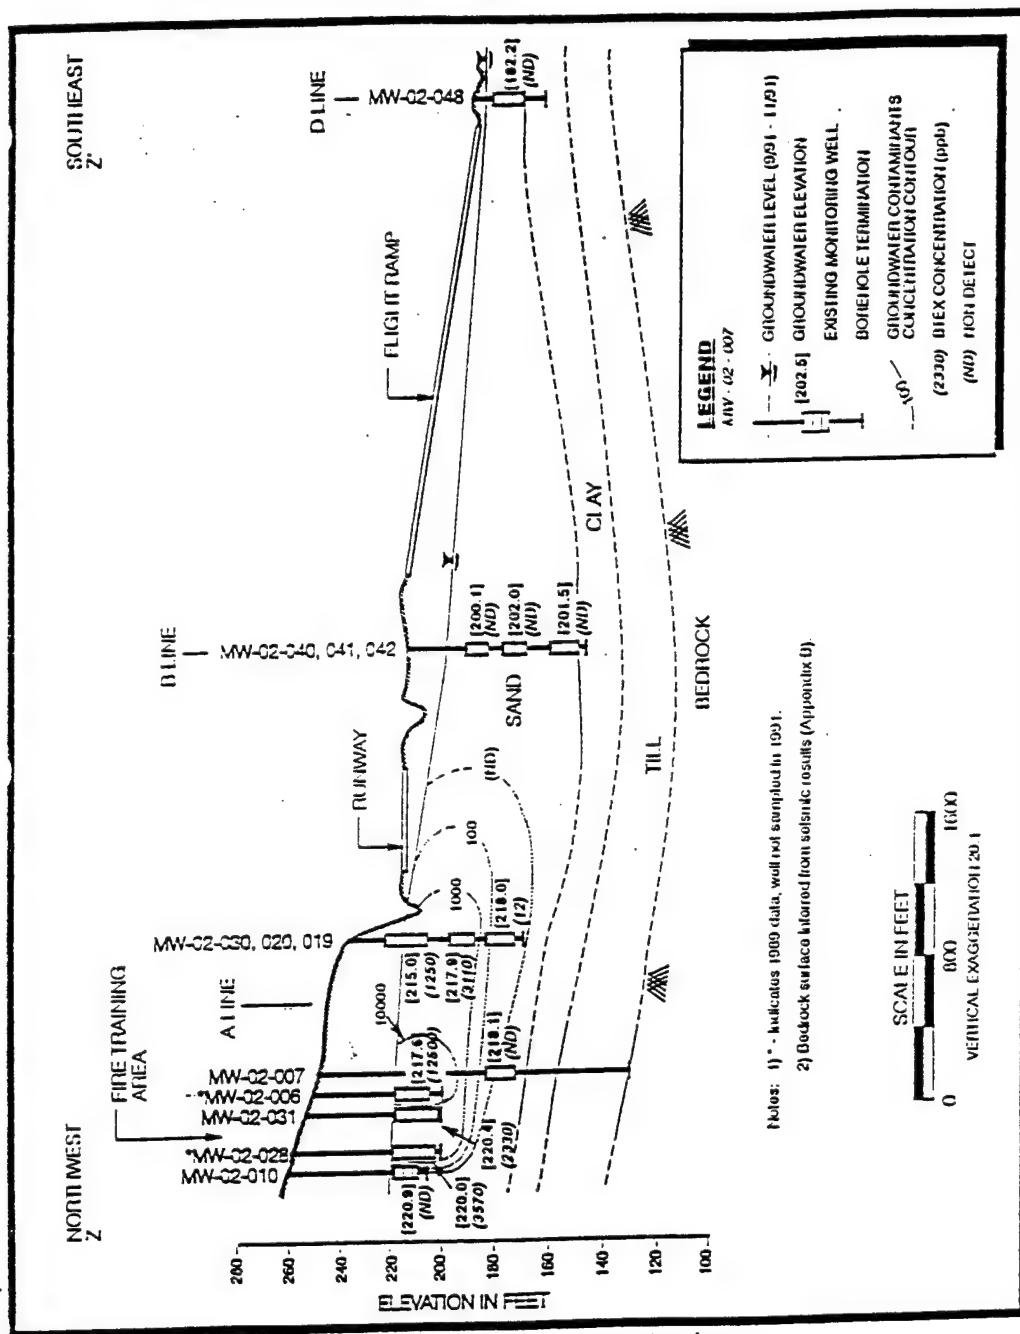 NORTHWEST
Z
SOUTHEAST
Z'
FIRE TRAINING
AREA
A LINE
B LINE
D LINE
MW-02-010
*MW-02-028
MW-02-031
*MW-02-006
MW-02-007
MW-02-030, 020, 019
MW-02-040, 041, 042
MW-02-048
RUNWAY
FLIGHT RAMP
ELEVATION IN FEET
280
260
240
220
200
180
160
140
120
100
[220.9]
(ND)
[220.0]
(3570)
[220.4]
(2330)
[217.6]
(12600)
[218.1]
(ND)
[215.0]
(1250)
[217.9]
(3110)
[218.0]
(12)
10000
1000
100
(ND)
[200.1]
(ND)
[202.0]
(ND)
[201.5]
(ND)
[182.2]
(ND)
SAND
CLAY
TILL
BEDROCK
LEGEND
GROUNDWATER LEVEL (9/91 - 11/91)
[202.5] GROUNDWATER ELEVATION
EXISTING MONITORING WELL
BOREHOLE TERMINATION
100
GROUNDWATER CONTAMINANTS
CONCENTRATION CONTOUR
(2330) BTEX CONCENTRATION (ppb)
(ND) NON DETECT
Notes: 1) * - Indicates 1989 data, well not sampled in 1991.
2) Bedrock surface inferred from seismic results (Appendix D)
SCALE IN FEET
0 800 1600
VERTICAL EXAGGERATION 20:1